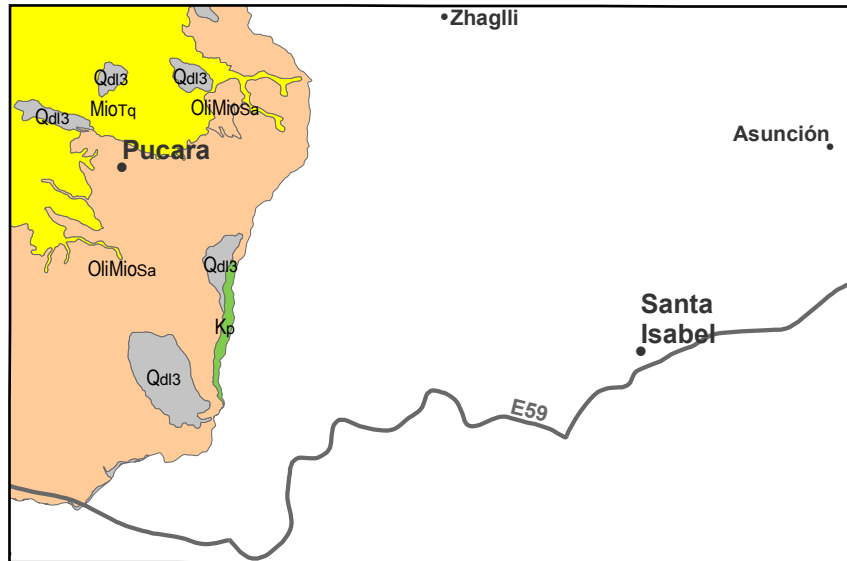 Zhaglli
Qdl3
Qdl3
Qdl3
MioTq
OliMioSa
Asunción
Pucara
OliMioSa
Qdl3
Santa
Isabel
Kp
Qdl3
E59